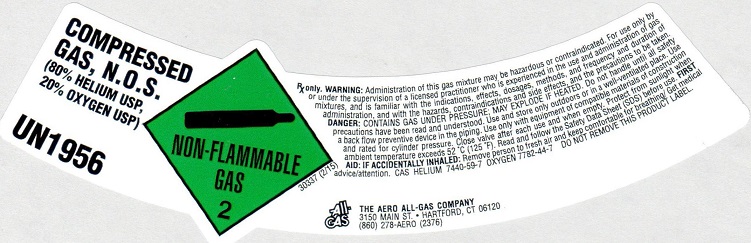 COMPRESSED
GAS, N.O.S.
(80% HELIUM USP,
20% OXYGEN USP)
UN1956
NON-FLAMMABLE
GAS
2
30337 (2/15)
Rx only. WARNING: Administration of this gas mixture may be hazardous or contraindicated. For use only by
or under the supervision of a licensed practitioner who is experienced in the use and administration of gas
mixtures, and is familiar with the indications, effects, dosages, methods, and frequency and duration of
administration, and with the hazards, contraindications and side effects, and the precautions to be taken.
DANGER: CONTAINS GAS UNDER PRESSURE; MAY EXPLODE IF HEATED. Do not handle until all safety
precautions have been read and understood. Use and store only outdoors or in a well-ventilated place. Use
a back flow preventive device in the piping. Use only with equipment of compatible materials of construction
and rated for cylinder pressure. Close valve after each use and when empty. Protect from sunlight when
ambient temperature exceeds 52°C (125°F). Read and follow the Safety Data Sheet (SDS) before use. FIRST
AID: IF ACCIDENTALLY INHALED: Remove person to fresh air and keep comfortable for breathing. Get medical
advice/attention. CAS HELIUM 7440-59-7 OXYGEN 7782-44-7 DO NOT REMOVE THIS PRODUCT LABEL.
All
GAS
THE AERO ALL-GAS COMPANY
3150 MAIN ST. • HARTFORD, CT 06120
(860) 278-AERO (2376)